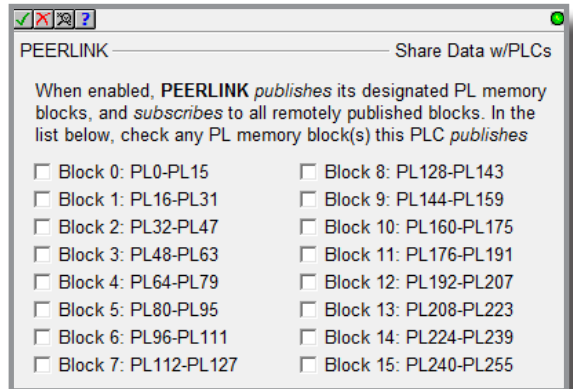 PEERLINK Share Data w/PLCs
When enabled, PEERLINK publishes its designated PL memory
blocks, and subscribes to all remotely published blocks. In the
list below, check any PL memory block(s) this PLC publishes
Block 0: PL0-PL15
Block 1: PL16-PL31
Block 2: PL32-PL47
Block 3: PL48-PL63
Block 4: PL64-PL79
Block 5: PL80-PL95
Block 6: PL96-PL111
Block 7: PL112-PL127
Block 8: PL128-PL143
Block 9: PL144-PL159
Block 10: PL160-PL175
Block 11: PL176-PL191
Block 12: PL192-PL207
Block 13: PL208-PL223
Block 14: PL224-PL239
Block 15: PL240-PL255